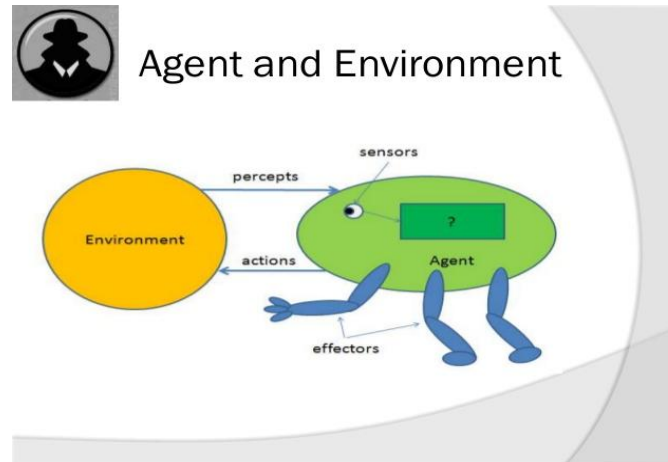 Agent and Environment
sensors
percepts
?
Environment
actions
Agent
effectors